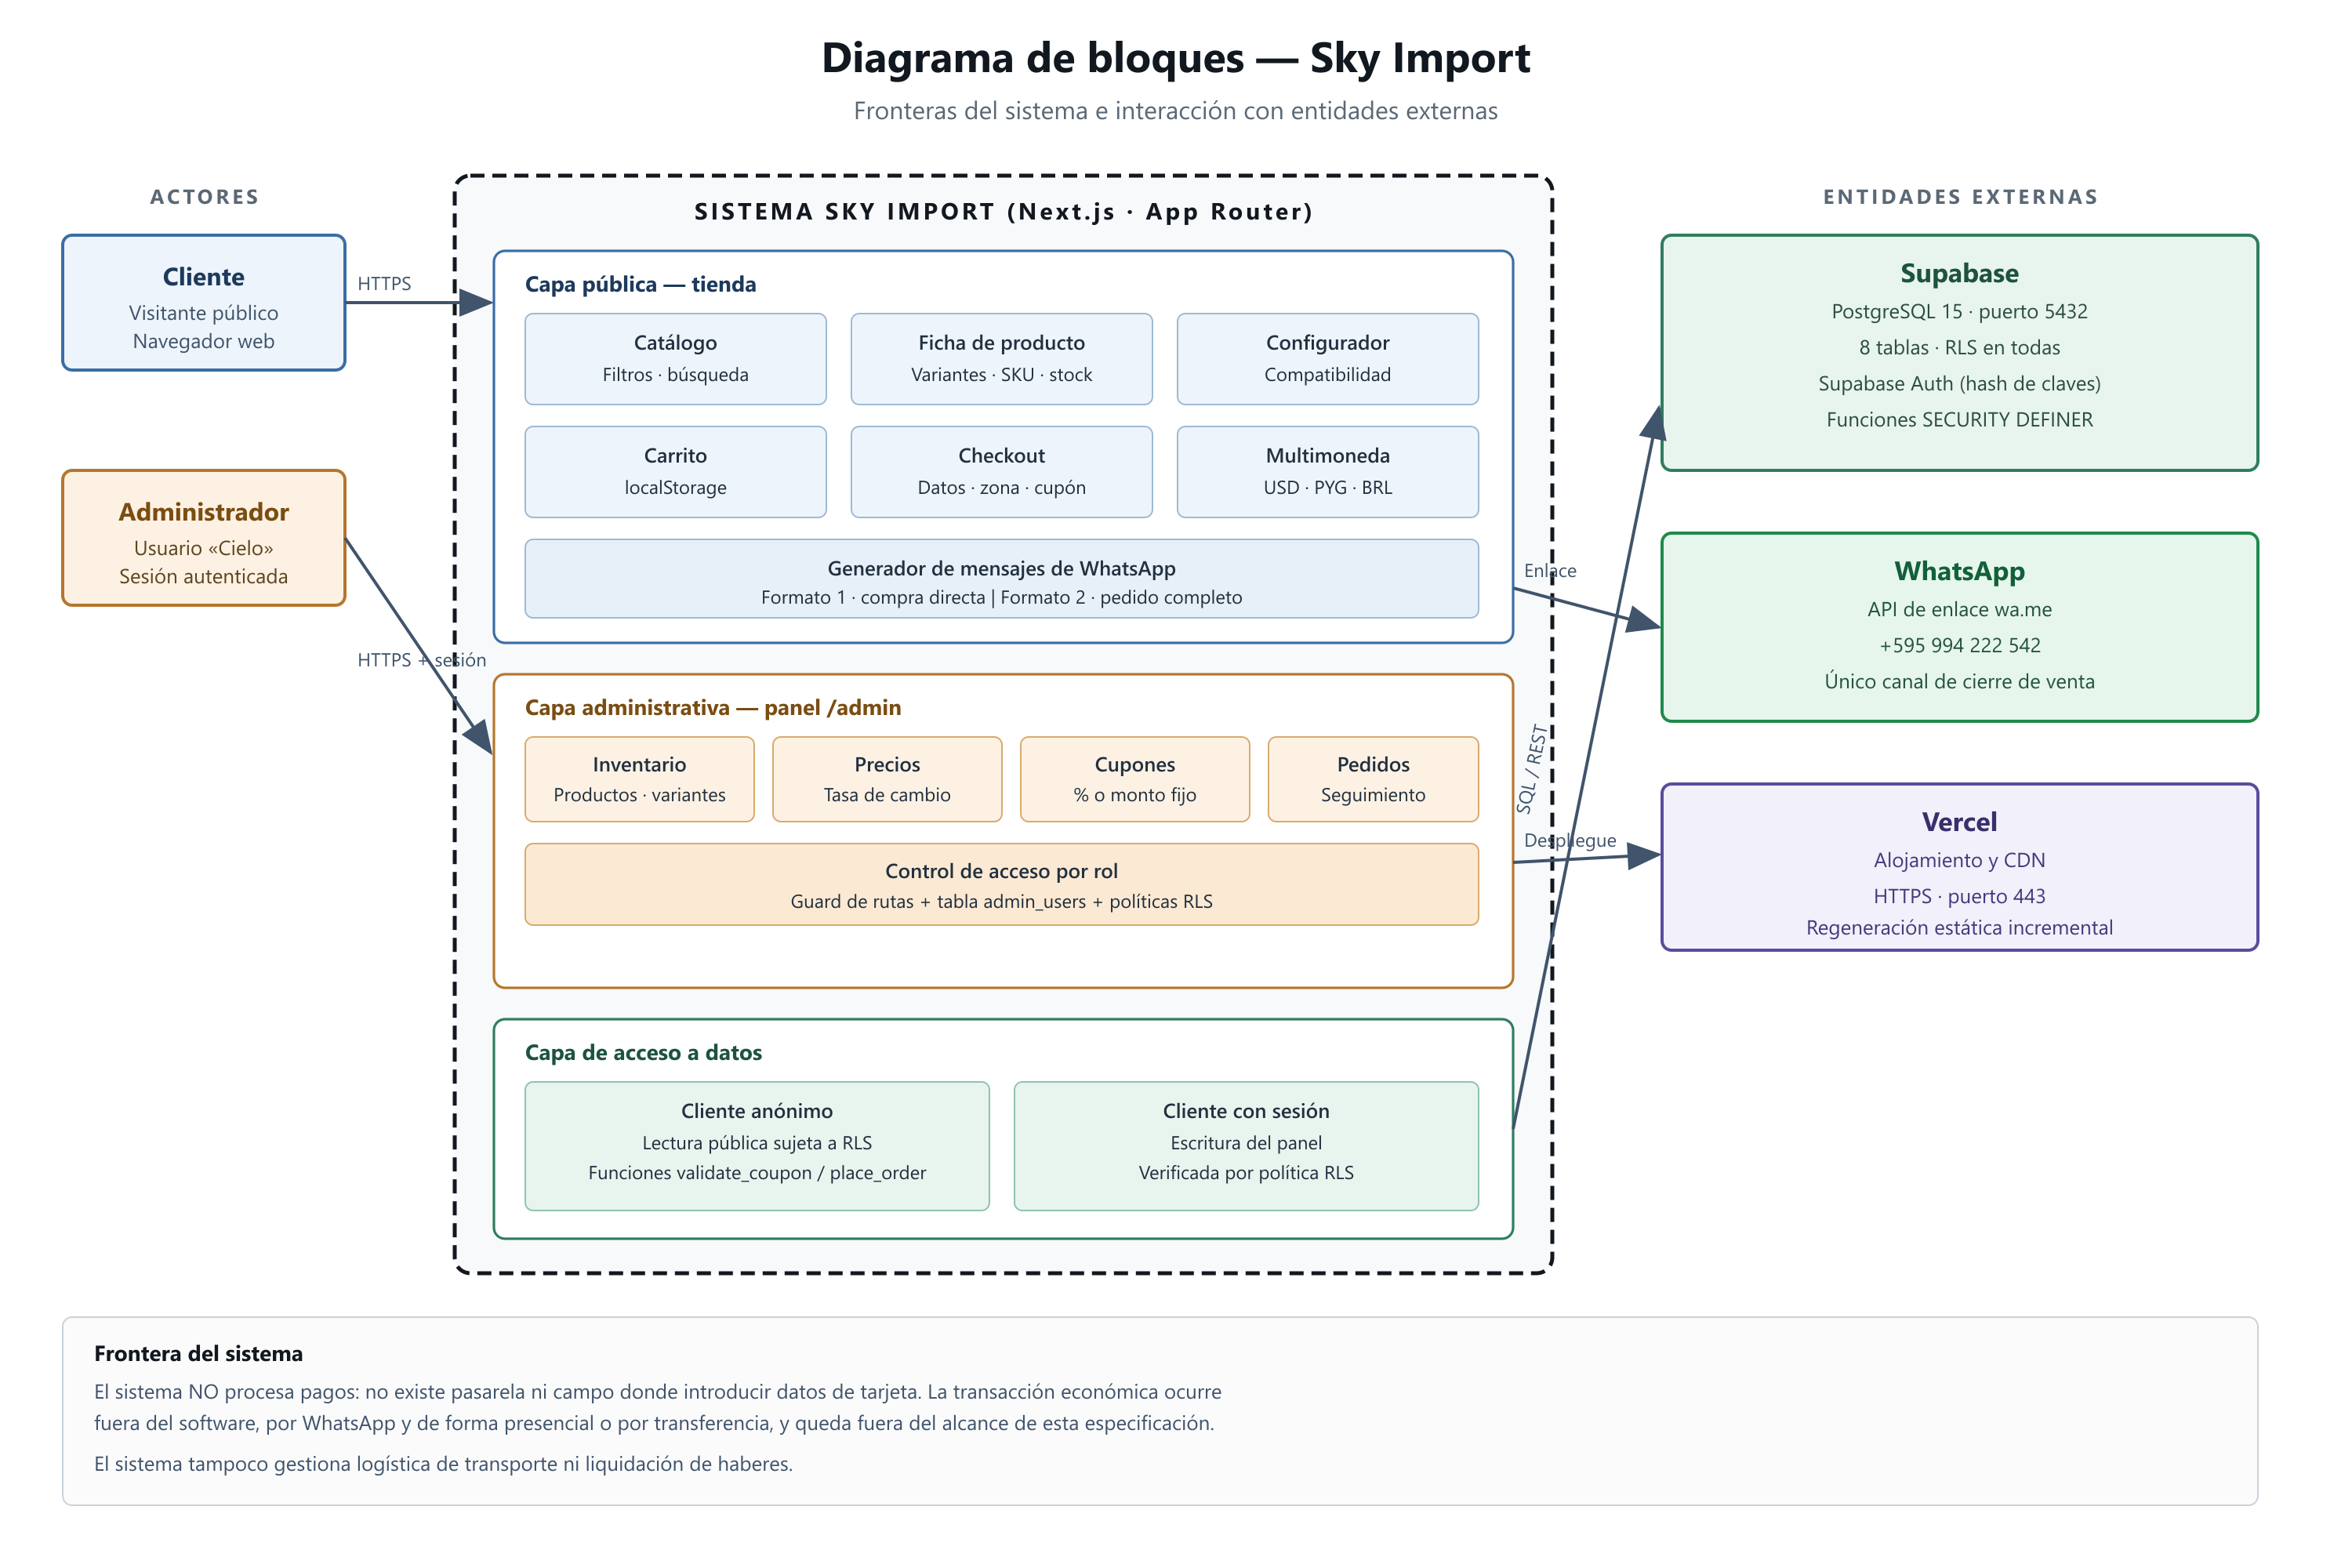 Diagrama de bloques — Sky Import
Fronteras del sistema e interacción con entidades externas
ACTORES
Cliente
Visitante público
Navegador web
HTTPS
Administrador
Usuario «Cielo»
Sesión autenticada
HTTPS + sesión
SISTEMA SKY IMPORT (Next.js · App Router)
Capa pública — tienda
Catálogo
Filtros · búsqueda
Ficha de producto
Variantes · SKU · stock
Configurador
Compatibilidad
Carrito
localStorage
Checkout
Datos · zona · cupón
Multimoneda
USD · PYG · BRL
Generador de mensajes de WhatsApp
Formato 1 · compra directa | Formato 2 · pedido completo
Capa administrativa — panel /admin
Inventario
Productos · variantes
Precios
Tasa de cambio
Cupones
% o monto fijo
Pedidos
Seguimiento
Control de acceso por rol
Guard de rutas + tabla admin_users + políticas RLS
Capa de acceso a datos
Cliente anónimo
Lectura pública sujeta a RLS
Funciones validate_coupon / place_order
Cliente con sesión
Escritura del panel
Verificada por política RLS
Enlace
SQL / REST
Despliegue
ENTIDADES EXTERNAS
Supabase
PostgreSQL 15 · puerto 5432
8 tablas · RLS en todas
Supabase Auth (hash de claves)
Funciones SECURITY DEFINER
WhatsApp
API de enlace wa.me
+595 994 222 542
Único canal de cierre de venta
Vercel
Alojamiento y CDN
HTTPS · puerto 443
Regeneración estática incremental
Frontera del sistema
El sistema NO procesa pagos: no existe pasarela ni campo donde introducir datos de tarjeta. La transacción económica ocurre
fuera del software, por WhatsApp y de forma presencial o por transferencia, y queda fuera del alcance de esta especificación.
El sistema tampoco gestiona logística de transporte ni liquidación de haberes.